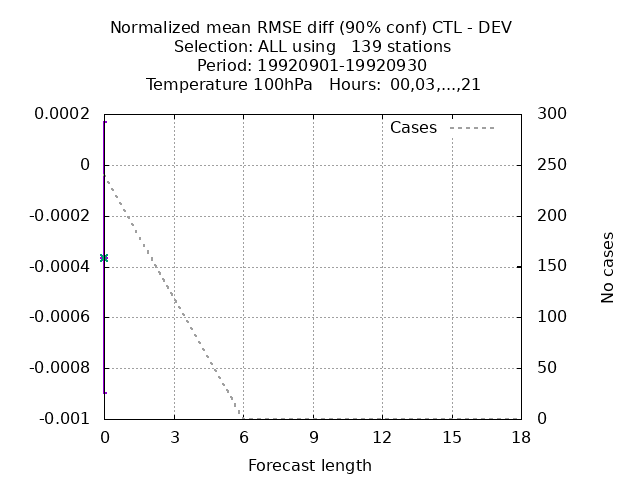 Normalized mean RMSE diff (90% conf) CTL - DEV
Selection: ALL using   139 stations
Period: 19920901-19920930
Temperature 100hPa   Hours:  00,03,...,21
Cases
0.0002
0
-0.0002
-0.0004
-0.0006
-0.0008
-0.001
300
250
200
150
100
50
0
No cases
0 3 6 9 12 15 18
Forecast length